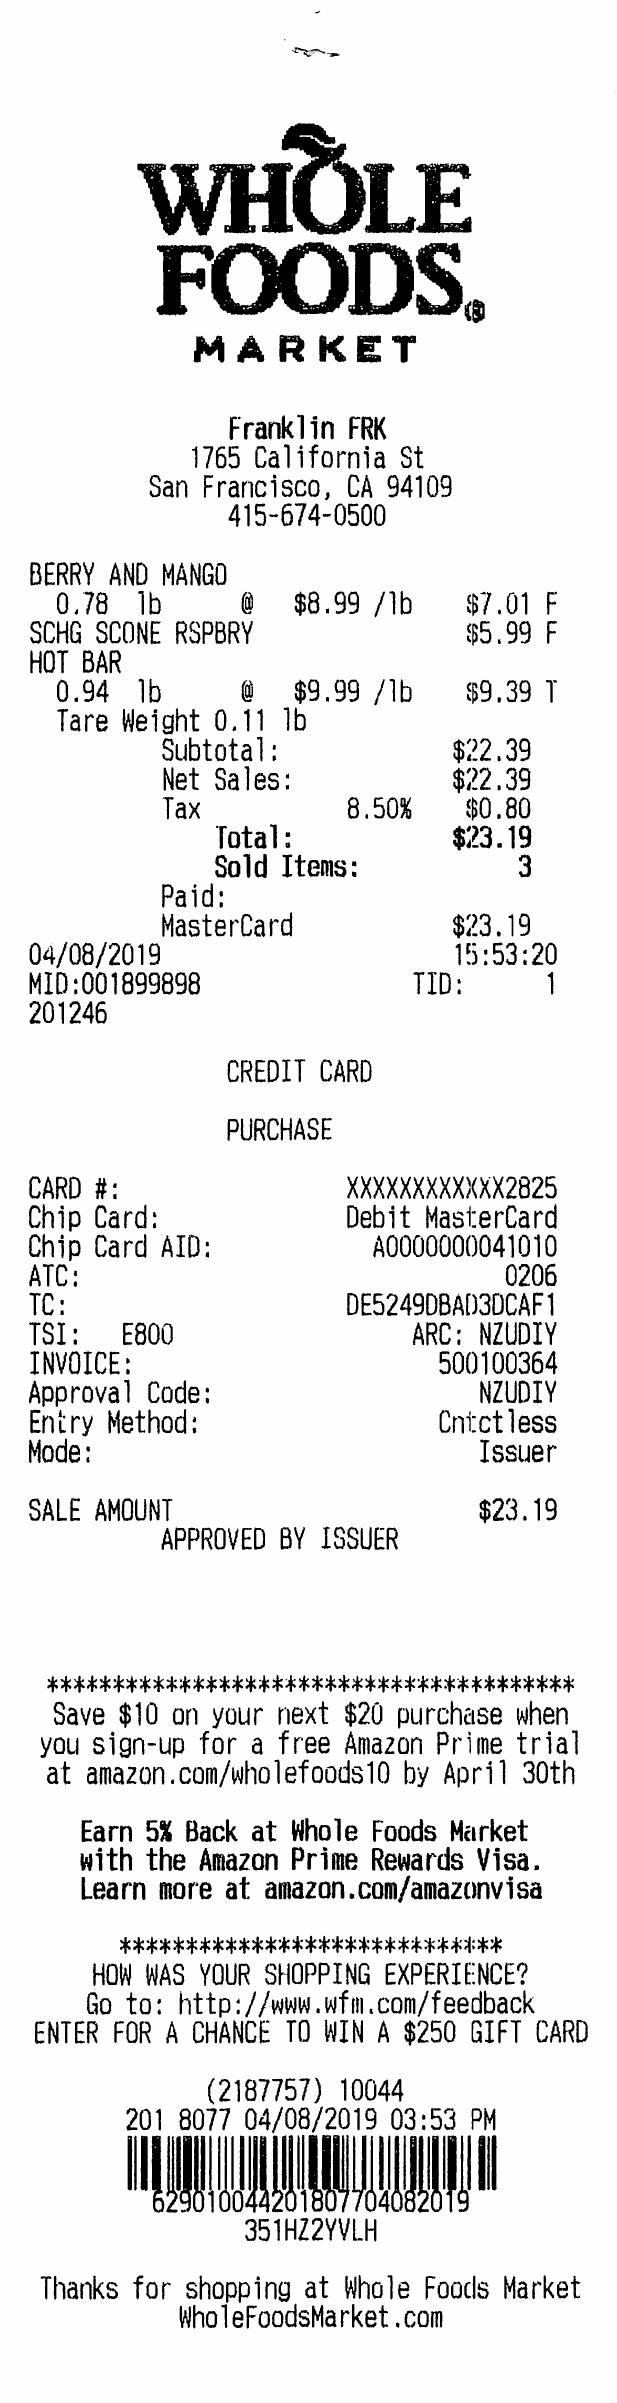 WHOLE
FOODS®
MARKET
Franklin FRK
1765 California St
San Francisco, CA 94109
415-674-0500
BERRY AND MANGO
0.78 lb @ $8.99 /lb $7.01 F
SCHG SCONE RSPBRY $5.99 F
HOT BAR
0.94 lb @ $9.99 /lb $9.39 T
Tare Weight 0.11 lb
Subtotal: $22.39
Net Sales: $22.39
Tax 8.50% $0.80
Total: $23.19
Sold Items: 3
Paid:
MasterCard $23.19
04/08/2019 15:53:20
MID:001899898 TID: 1
201246
CREDIT CARD
PURCHASE
CARD #: XXXXXXXXXXXX2825
Chip Card: Debit MasterCard
Chip Card AID: A0000000041010
ATC: 0206
TC: DE5249DBAD3DCAF1
TSI: E800 ARC: NZUDIY
INVOICE: 500100364
Approval Code: NZUDIY
Entry Method: Cntctless
Mode: Issuer
SALE AMOUNT $23.19
APPROVED BY ISSUER
****************************************
Save $10 on your next $20 purchase when
you sign-up for a free Amazon Prime trial
at amazon.com/wholefoods10 by April 30th
Earn 5% Back at Whole Foods Market
with the Amazon Prime Rewards Visa.
Learn more at amazon.com/amazonvisa
*****************************
HOW WAS YOUR SHOPPING EXPERIENCE?
Go to: http://www.wfm.com/feedback
ENTER FOR A CHANCE TO WIN A $250 GIFT CARD
(2187757) 10044
201 8077 04/08/2019 03:53 PM
629010044201807704082019
351HZ2YVLH
Thanks for shopping at Whole Foods Market
WholeFoodsMarket.com